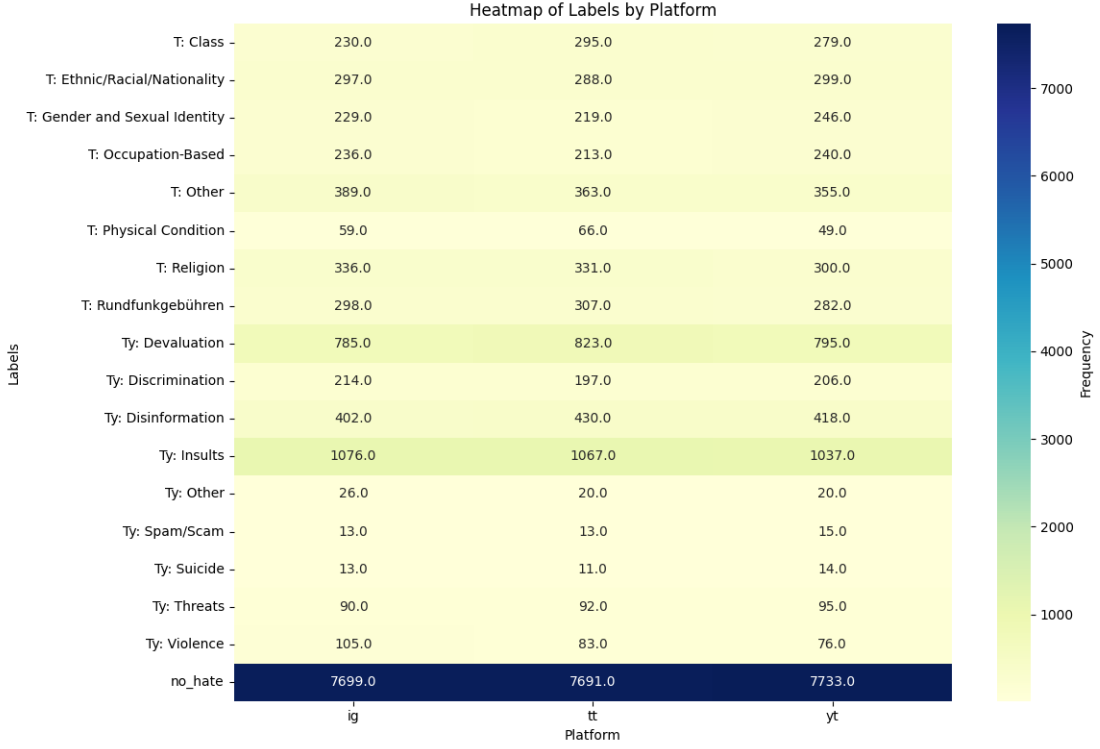 Heatmap of Labels by Platform
T: Class 230.0 295.0 279.0
T: Ethnic/Racial/Nationality 297.0 288.0 299.0
T: Gender and Sexual Identity 229.0 219.0 246.0
T: Occupation-Based 236.0 213.0 240.0
T: Other 389.0 363.0 355.0
T: Physical Condition 59.0 66.0 49.0
T: Religion 336.0 331.0 300.0
T: Rundfunkgebühren 298.0 307.0 282.0
Ty: Devaluation 785.0 823.0 795.0
Ty: Discrimination 214.0 197.0 206.0
Ty: Disinformation 402.0 430.0 418.0
Ty: Insults 1076.0 1067.0 1037.0
Ty: Other 26.0 20.0 20.0
Ty: Spam/Scam 13.0 13.0 15.0
Ty: Suicide 13.0 11.0 14.0
Ty: Threats 90.0 92.0 95.0
Ty: Violence 105.0 83.0 76.0
no_hate 7699.0 7691.0 7733.0
ig tt yt
Platform
Labels
7000
6000
5000
4000
3000
2000
1000
Frequency